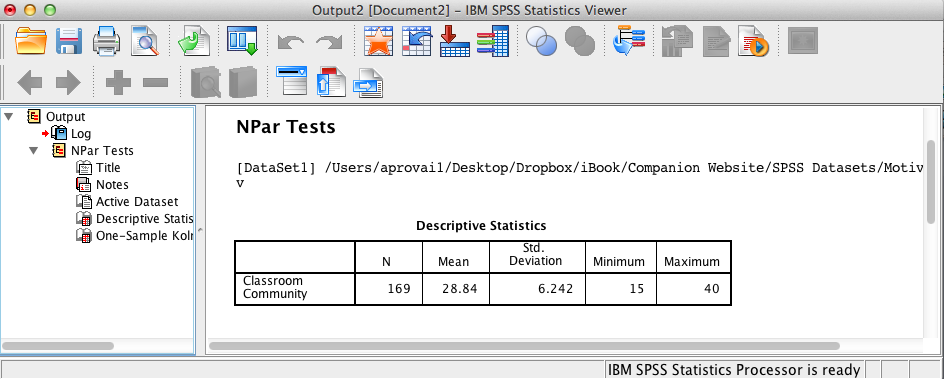 Output2 [Document2] – IBM SPSS Statistics Viewer
Output
Log
NPar Tests
Title
Notes
Active Dataset
Descriptive Statis
One-Sample Kolr
NPar Tests
[DataSet1] /Users/aprovail/Desktop/Dropbox/iBook/Companion Website/SPSS Datasets/Motiv
v
Descriptive Statistics
N Mean Std. Deviation Minimum Maximum
Classroom Community 169 28.84 6.242 15 40
IBM SPSS Statistics Processor is ready